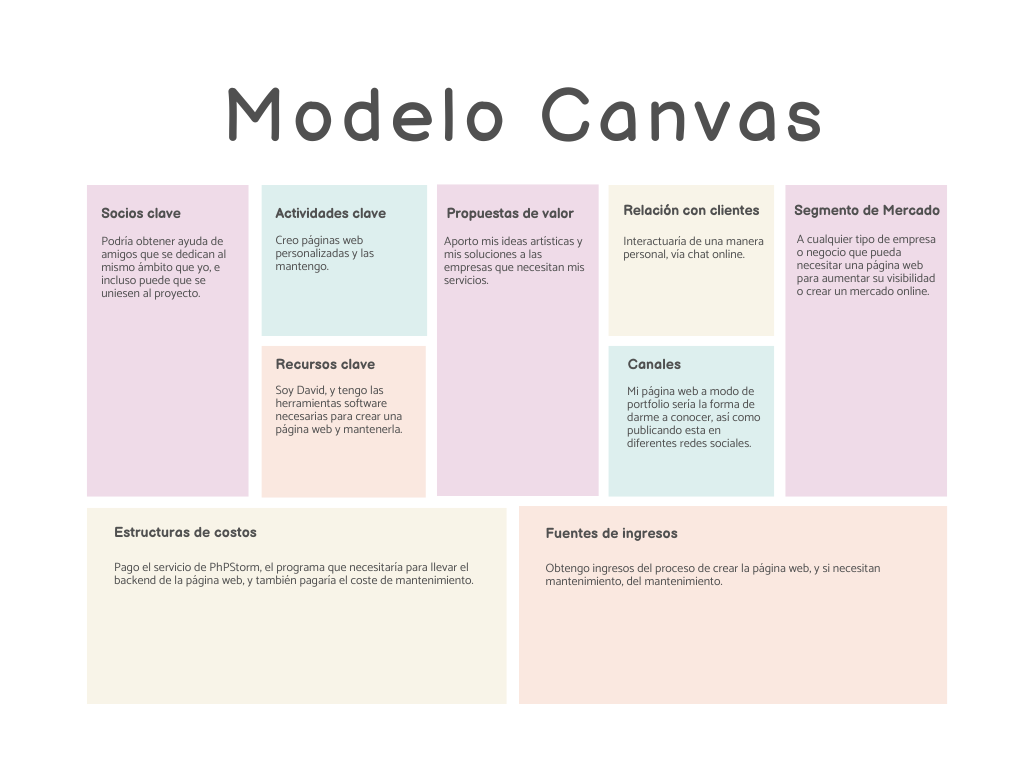 Modelo Canvas
Socios clave
Podría obtener ayuda de
amigos que se dedican al
mismo ámbito que yo, e
incluso puede que se
uniesen al proyecto.
Actividades clave
Creo páginas web
personalizadas y las
mantengo.
Recursos clave
Soy David, y tengo las
herramientas software
necesarias para crear una
página web y mantenerla.
Propuestas de valor
Aporto mis ideas artísticas y
mis soluciones a las
empresas que necesitan mis
servicios.
Relación con clientes
Interactuaría de una manera
personal, vía chat online.
Canales
Mi página web a modo de
portfolio sería la forma de
darme a conocer, así como
publicando esta en
diferentes redes sociales.
Segmento de Mercado
A cualquier tipo de empresa
o negocio que pueda
necesitar una página web
para aumentar su visibilidad
o crear un mercado online.
Estructuras de costos
Pago el servicio de PhPStorm, el programa que necesitaría para llevar el
backend de la página web, y también pagaría el coste de mantenimiento.
Fuentes de ingresos
Obtengo ingresos del proceso de crear la página web, y si necesitan
mantenimiento, del mantenimiento.